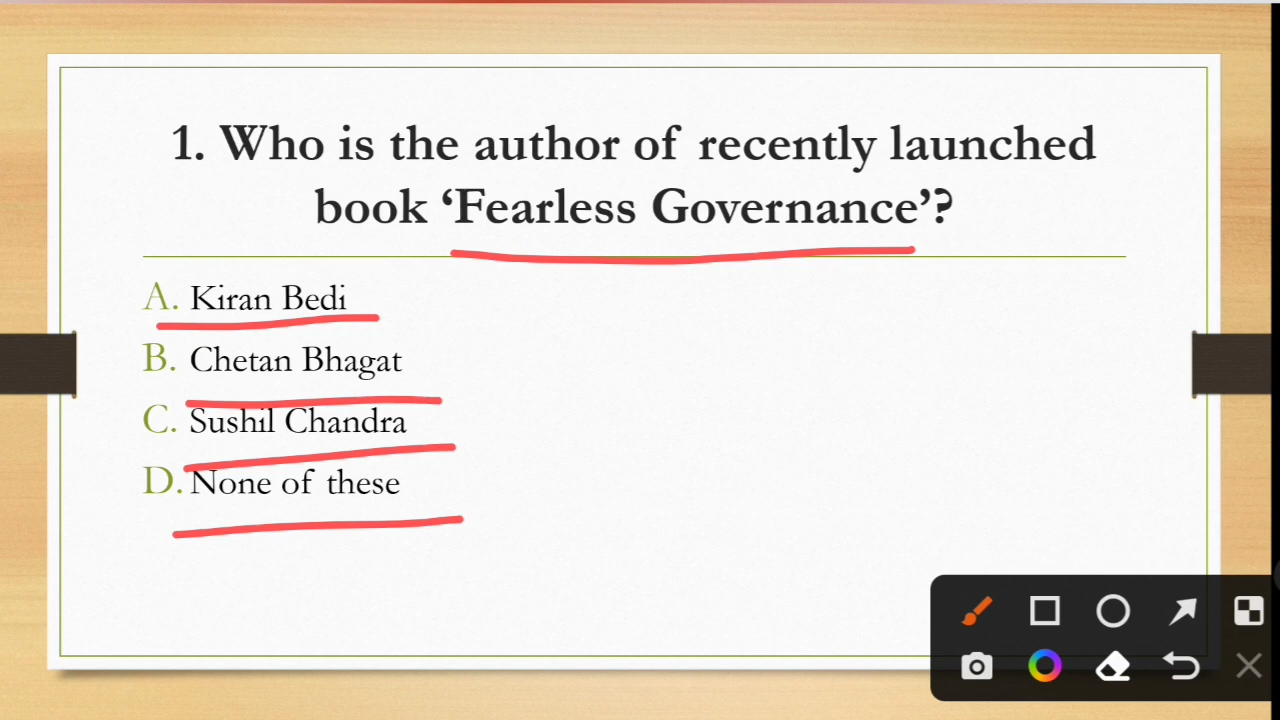 1. Who is the author of recently launched
book ‘Fearless Governance’?
A. Kiran Bedi
B. Chetan Bhagat
C. Sushil Chandra
D. None of these